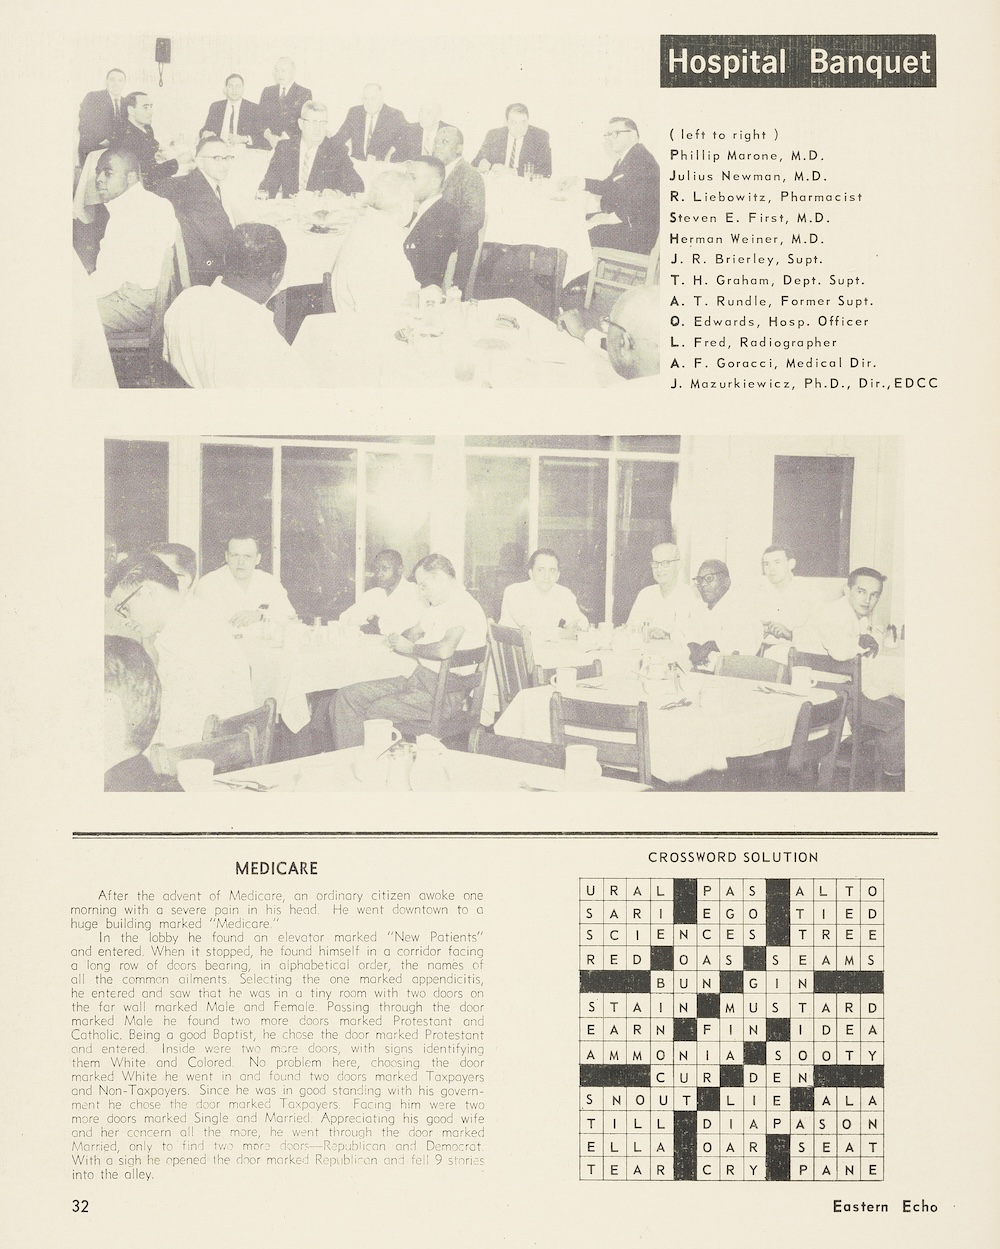 Hospital Banquet
( left to right )
Phillip Marone, M.D.
Julius Newman, M.D.
R. Liebowitz, Pharmacist
Steven E. First, M.D.
Herman Weiner, M.D.
J. R. Brierley, Supt.
T. H. Graham, Dept. Supt.
A. T. Rundle, Former Supt.
O. Edwards, Hosp. Officer
L. Fred, Radiographer
A. F. Goracci, Medical Dir.
J. Mazurkiewicz, Ph.D., Dir., EDCC
MEDICARE
After the advent of Medicare, an ordinary citizen awoke one
morning with a severe pain in his head. He went downtown to a
huge building marked "Medicare."
In the lobby he found an elevator marked "New Patients"
and entered. When it stopped, he found himself in a corridor facing
a long row of doors bearing, in alphabetical order, the names of
all the common ailments. Selecting the one marked appendicitis,
he entered and saw that he was in a tiny room with two doors on
the far wall marked Male and Female. Passing through the door
marked Male he found two more doors marked Protestant and
Catholic. Being a good Baptist, he chose the door marked Protestant
and entered. Inside were two more doors, with signs identifying
them White and Colored. No problem here, choosing the door
marked White he went in and found two doors marked Taxpayers
and Non-Taxpayers. Since he was in good standing with his govern-
ment he chose the door marked Taxpayers. Facing him were two
more doors marked Single and Married. Appreciating his good wife
and her concern all the more, he went through the door marked
Married, only to find two more doors—Republican and Democrat.
With a sigh he opened the door marked Republican and fell 9 stories
into the alley.
CROSSWORD SOLUTION
U R A L P A S A L T O
S A R I E G O T I E D
S C I E N C E S T R E E
R E D O A S S E A M S
B U N G I N
S T A I N M U S T A R D
E A R N F I N I D E A
A M M O N I A S O O T Y
C U R D E N
S N O U T L I E A L A
T I L L D I A P A S O N
E L L A O A R S E A T
T E A R C R Y P A N E
32
Eastern Echo